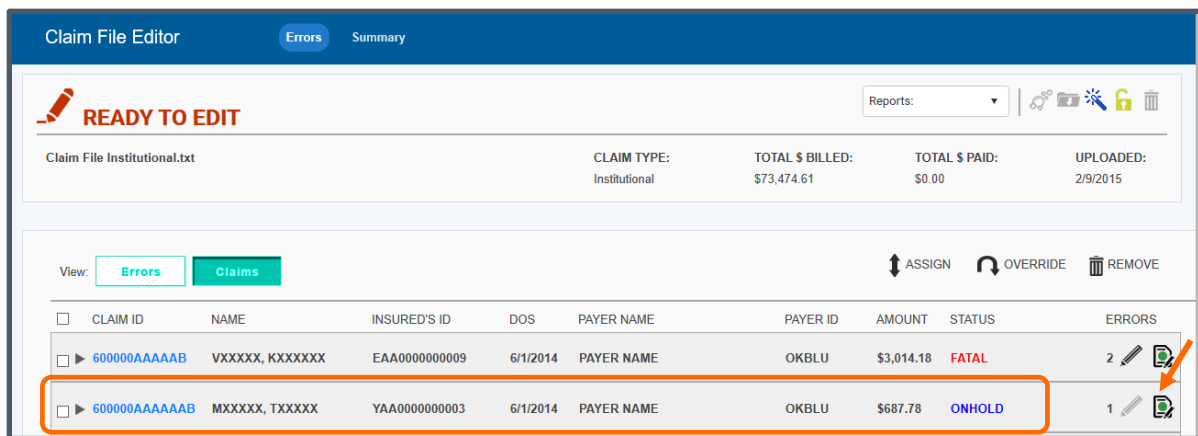 Claim File Editor Errors Summary
READY TO EDIT Reports:
Claim File Institutional.txt CLAIM TYPE: TOTAL $ BILLED: TOTAL $ PAID: UPLOADED:
Institutional $73,474.61 $0.00 2/9/2015
View: Errors Claims ASSIGN OVERRIDE REMOVE
CLAIM ID NAME INSURED'S ID DOS PAYER NAME PAYER ID AMOUNT STATUS ERRORS
600000AAAAAB VXXXXX, KXXXXXX EAA0000000009 6/1/2014 PAYER NAME OKBLU $3,014.18 FATAL 2
600000AAAAAAB MXXXXX, TXXXXX YAA0000000003 6/1/2014 PAYER NAME OKBLU $687.78 ONHOLD 1